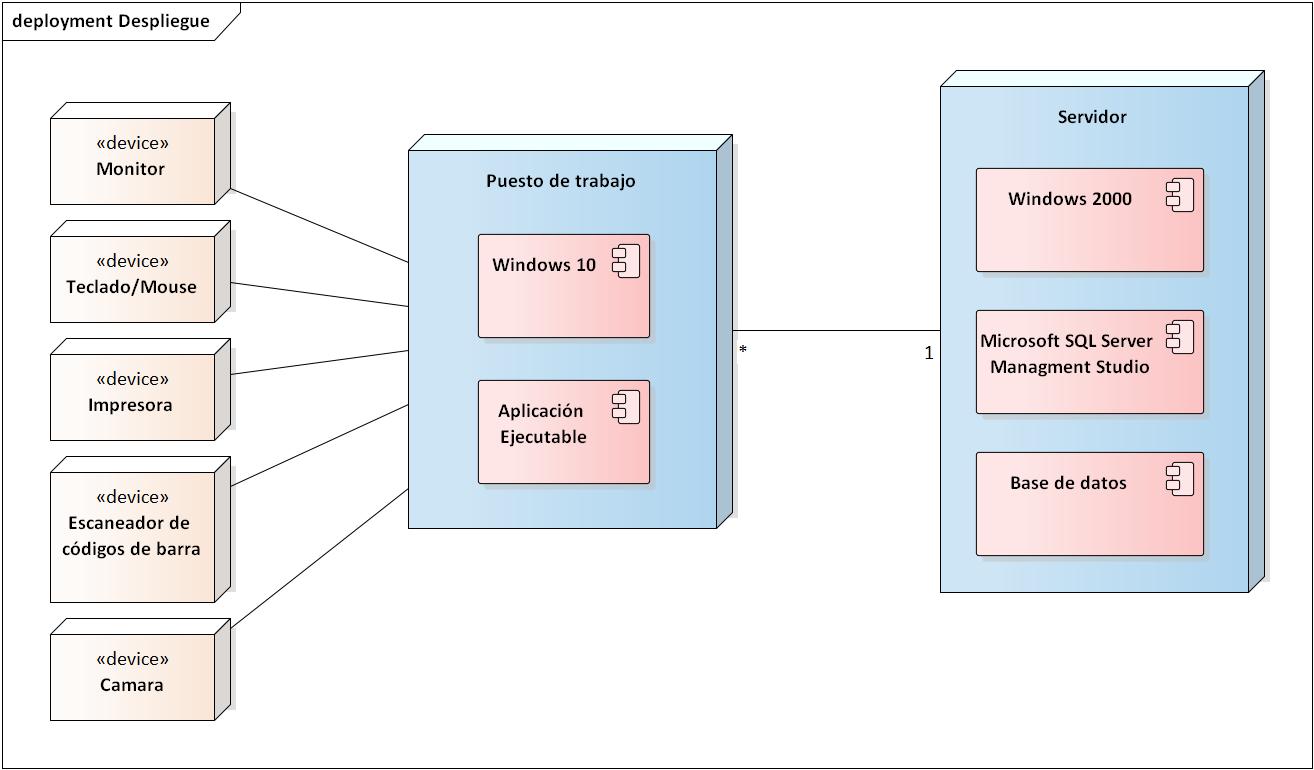 deployment Despliegue
«device»
Monitor
«device»
Teclado/Mouse
«device»
Impresora
«device»
Escaneador de
códigos de barra
«device»
Camara
Puesto de trabajo
Windows 10
Aplicación
Ejecutable
*
1
Servidor
Windows 2000
Microsoft SQL Server
Managment Studio
Base de datos